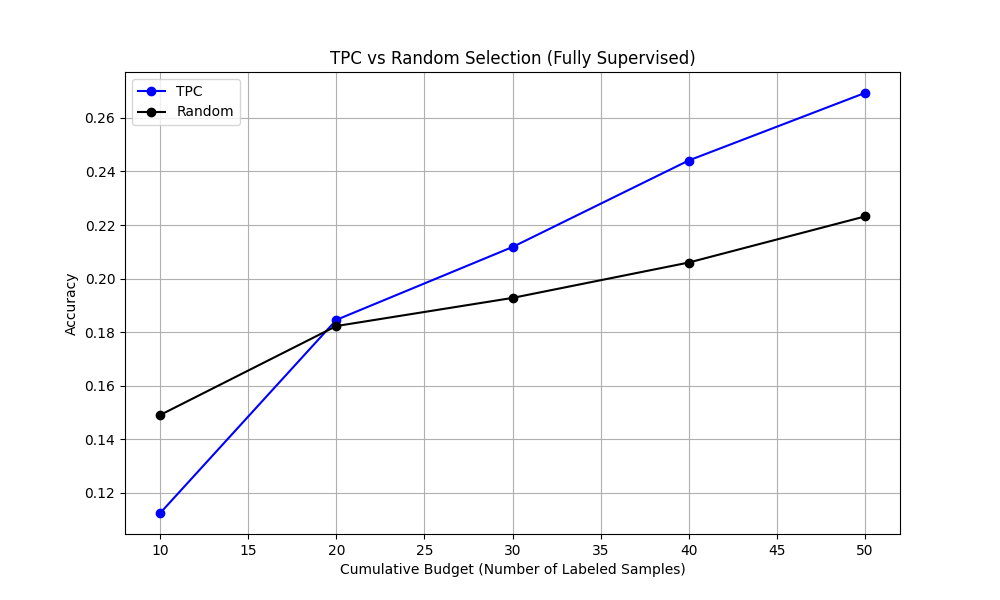 TPC vs Random Selection (Fully Supervised)
TPC
Random
Accuracy
0.26
0.24
0.22
0.20
0.18
0.16
0.14
0.12
10 15 20 25 30 35 40 45 50
Cumulative Budget (Number of Labeled Samples)